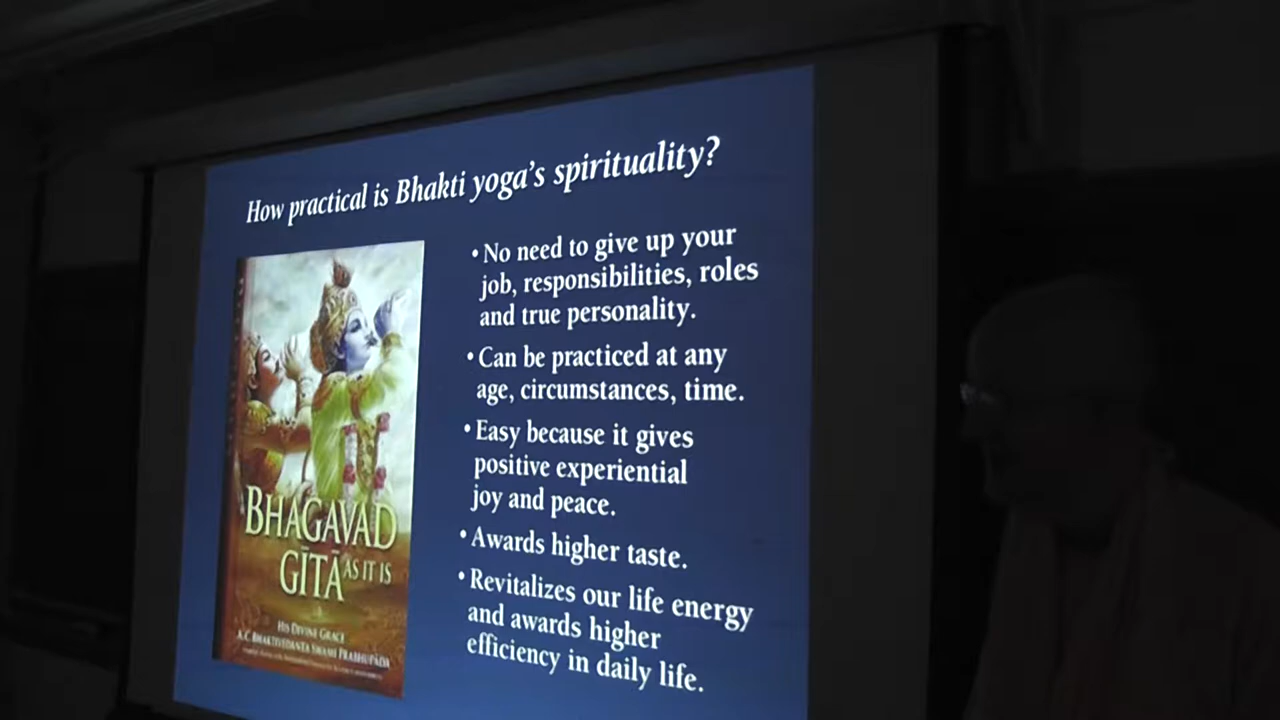 How practical is Bhakti yoga's spirituality?
• No need to give up your
job, responsibilities, roles
and true personality.
• Can be practiced at any
age, circumstances, time.
• Easy because it gives
positive experiential
joy and peace.
• Awards higher taste.
• Revitalizes our life energy
and awards higher
efficiency in daily life.
BHAGAVAD
GĪTĀ AS IT IS
HIS DIVINE GRACE
A.C. BHAKTIVEDANTA SWAMI PRABHUPĀDA